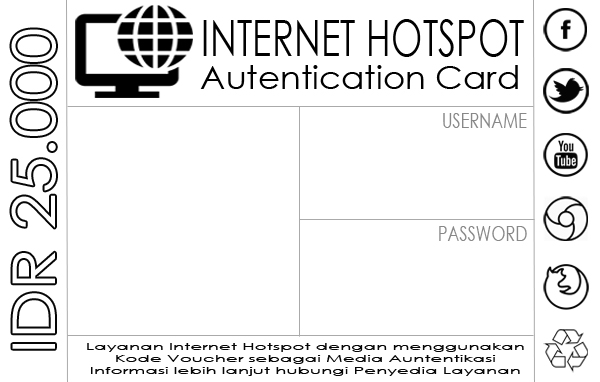 IDR 25.000
INTERNET HOTSPOT
Autentication Card
USERNAME
PASSWORD
Layanan Internet Hotspot dengan menggunakan
Kode Voucher sebagai Media Auntentikasi
Informasi lebih lanjut hubungi Penyedia Layanan
f
You
Tube